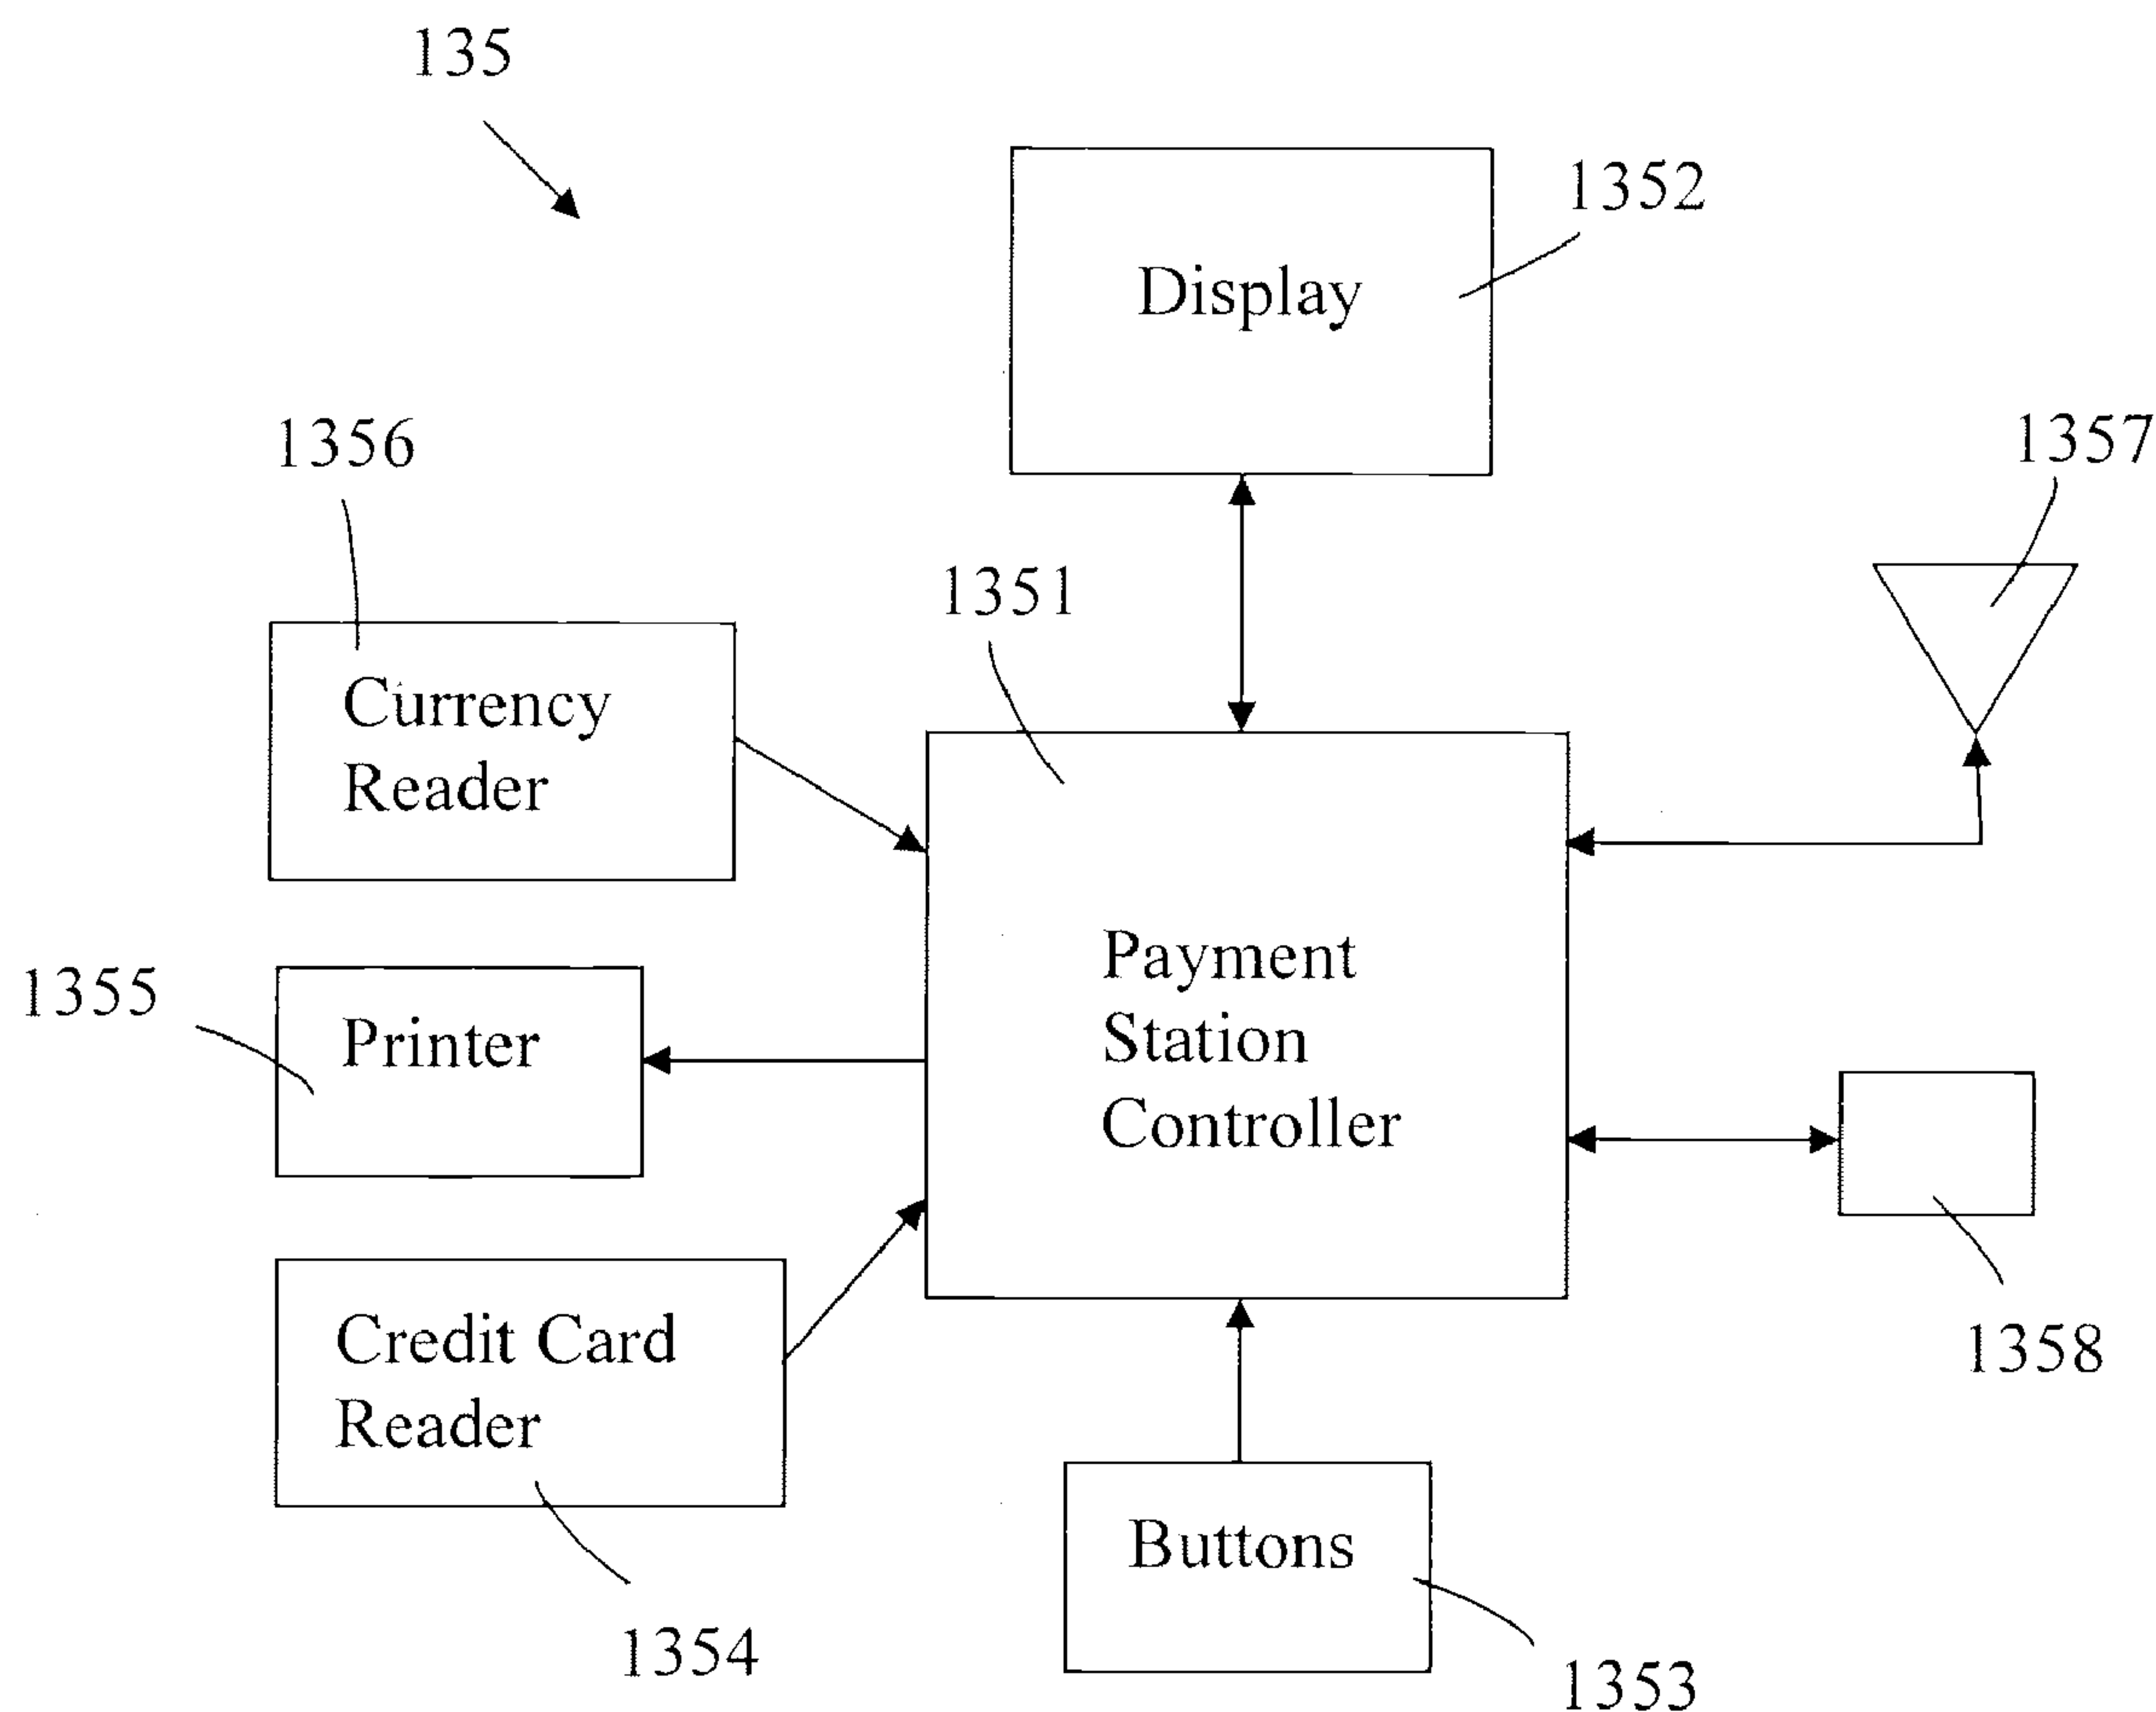 135
1352
Display
1356
1357
1351
Currency
Reader
Payment
Station
Controller
1355
Printer
Credit Card
Reader
1358
Buttons
1354
1353